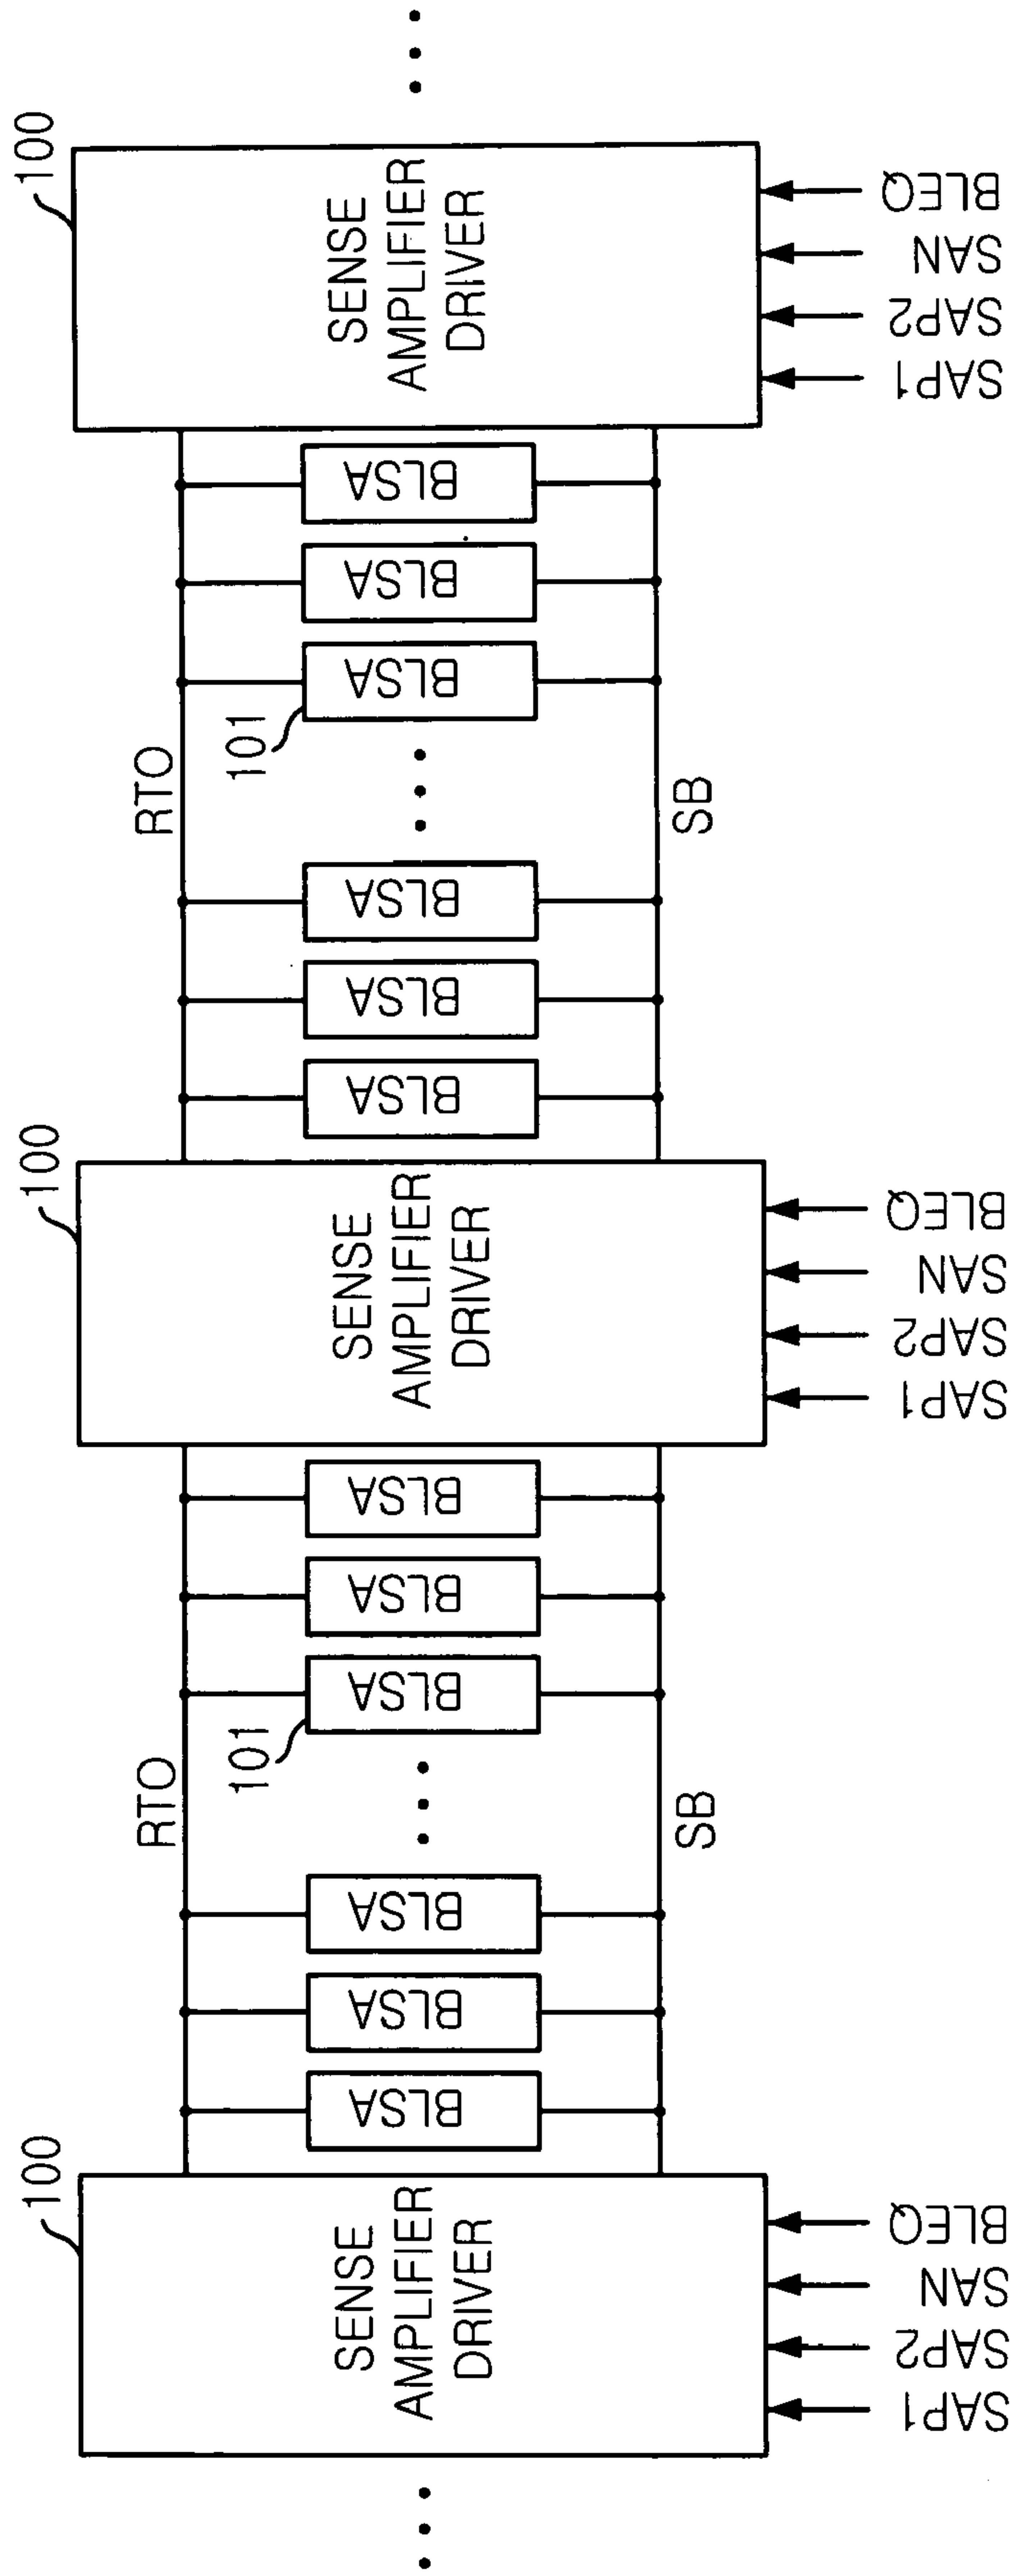 100
SENSE
AMPLIFIER
DRIVER
SAP1
SAP2
SAN
BLEQ
RTO
BLSA
BLSA
BLSA
101
BLSA
BLSA
BLSA
SB
100
SENSE
AMPLIFIER
DRIVER
SAP1
SAP2
SAN
BLEQ
RTO
BLSA
BLSA
BLSA
101
BLSA
BLSA
BLSA
SB
100
SENSE
AMPLIFIER
DRIVER
SAP1
SAP2
SAN
BLEQ